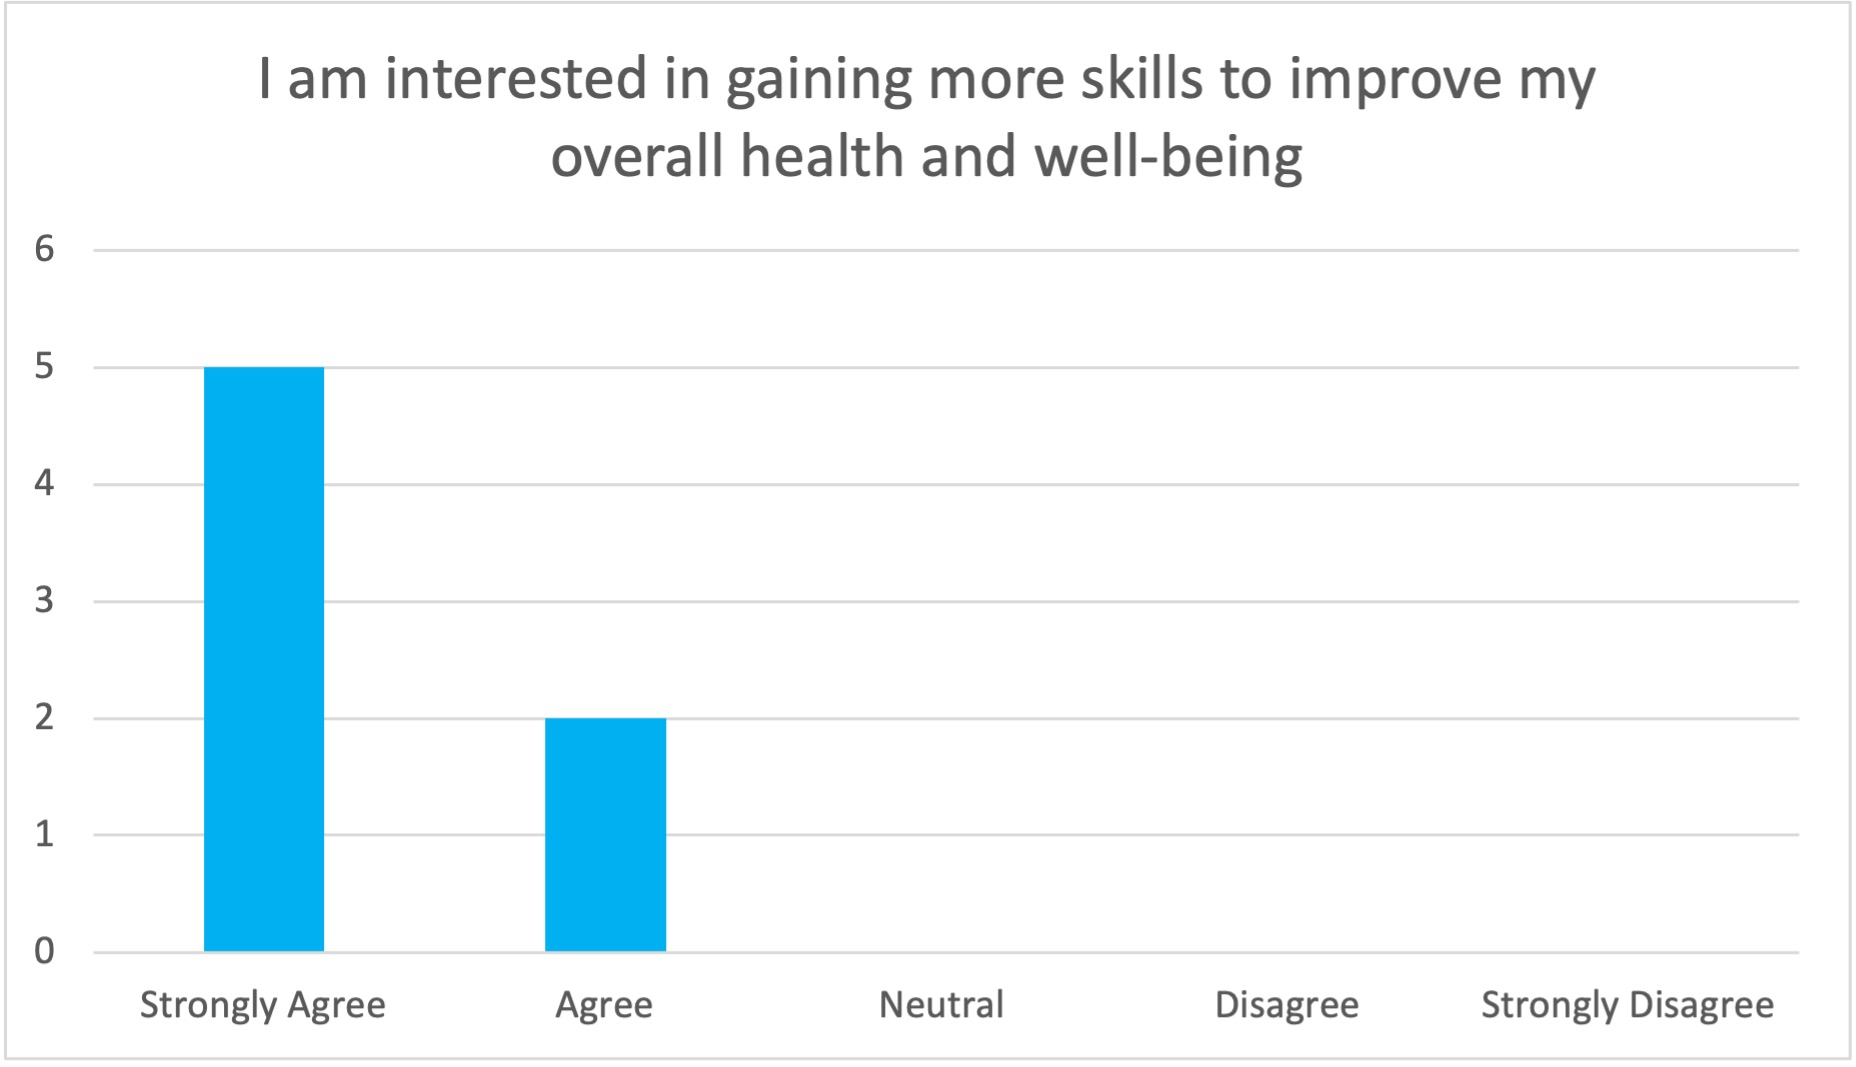 I am interested in gaining more skills to improve my
overall health and well-being
6
5
4
3
2
1
0
Strongly Agree Agree Neutral Disagree Strongly Disagree